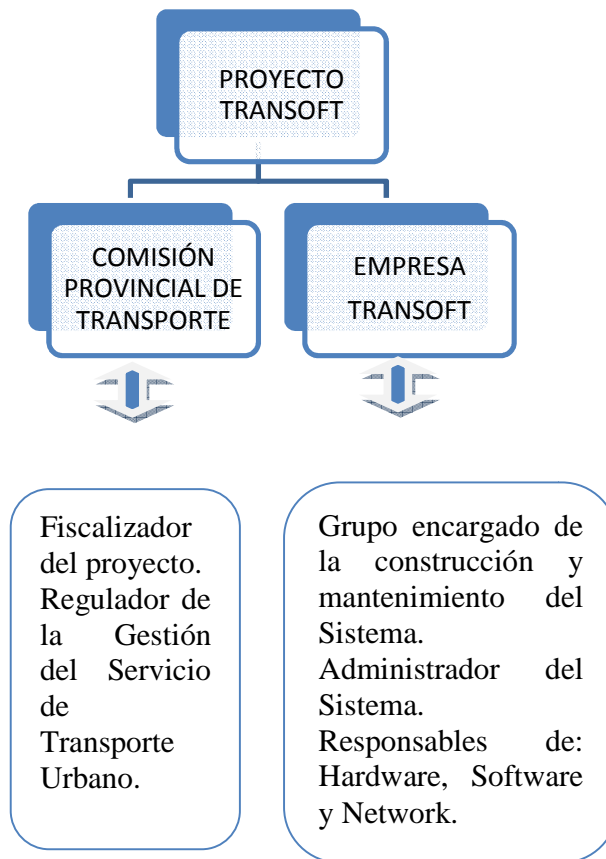 PROYECTO
TRANSOFT
COMISIÓN
PROVINCIAL DE
TRANSPORTE
EMPRESA
TRANSOFT
Fiscalizador
del proyecto.
Regulador de
la Gestión
del Servicio
de
Transporte
Urbano.
Grupo encargado de
la construcción y
mantenimiento del
Sistema.
Administrador del
Sistema.
Responsables de:
Hardware, Software
y Network.